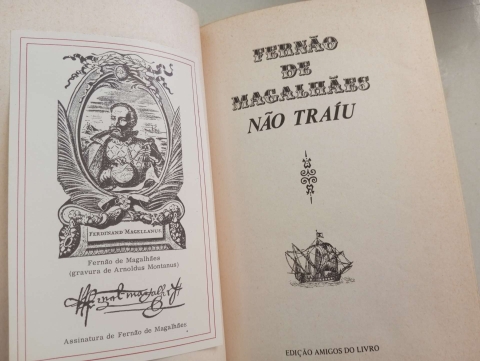 FERDINAND MAGELLANUS.
Fernão de Magalhães
(gravura de Arnoldus Montanus)
Assinatura de Fernão de Magalhães
FERNÃO
DE
MAGALHÃES
NÃO TRAÍU
EDIÇÃO AMIGOS DO LIVRO